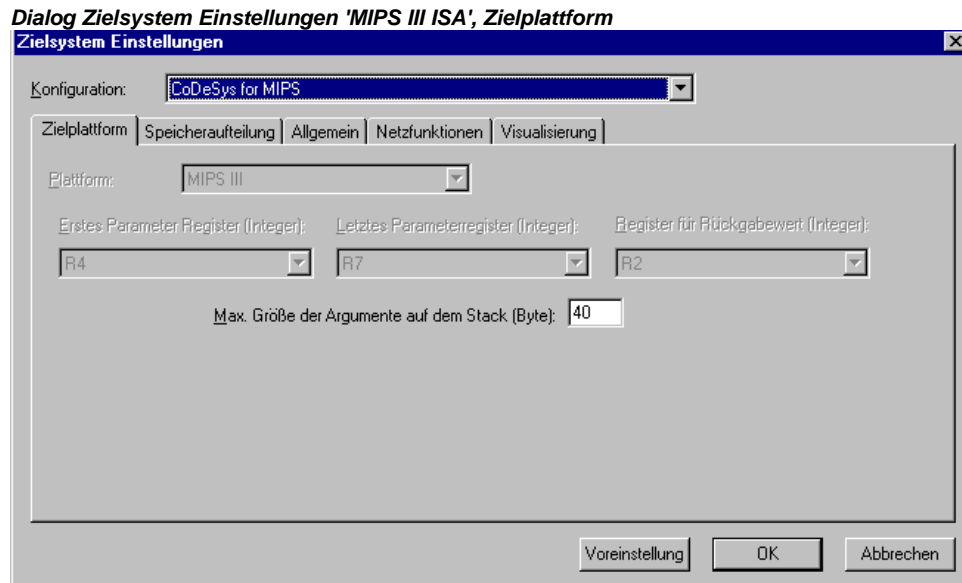 Dialog Zielsystem Einstellungen 'MIPS III ISA', Zielplattform
Zielsystem Einstellungen
Konfiguration: CoDeSys for MIPS
Zielplattform Speicheraufteilung Allgemein Netzfunktionen Visualisierung
Plattform: MIPS III
Erstes Parameter Register (Integer): Letztes Parameterregister (Integer): Register für Rückgabewert (Integer):
R4 R7 R2
Max. Größe der Argumente auf dem Stack (Byte): 40
Voreinstellung OK Abbrechen